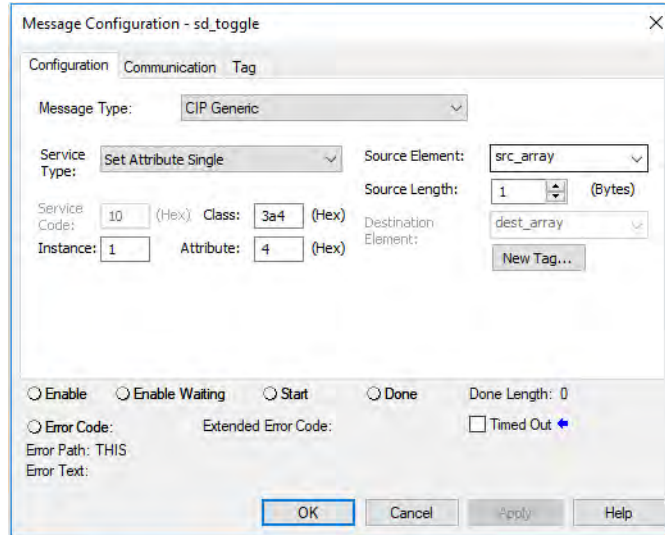 Message Configuration - sd_toggle
Configuration Communication Tag
Message Type: CIP Generic
Service Type: Set Attribute Single Source Element: src_array
Source Length: 1 (Bytes)
Service Code: 10 (Hex) Class: 3a4 (Hex) Destination Element: dest_array
Instance: 1 Attribute: 4 (Hex)
New Tag...
Enable Enable Waiting Start Done Done Length: 0
Error Code: Extended Error Code: Timed Out
Error Path: THIS
Error Text:
OK Cancel Apply Help